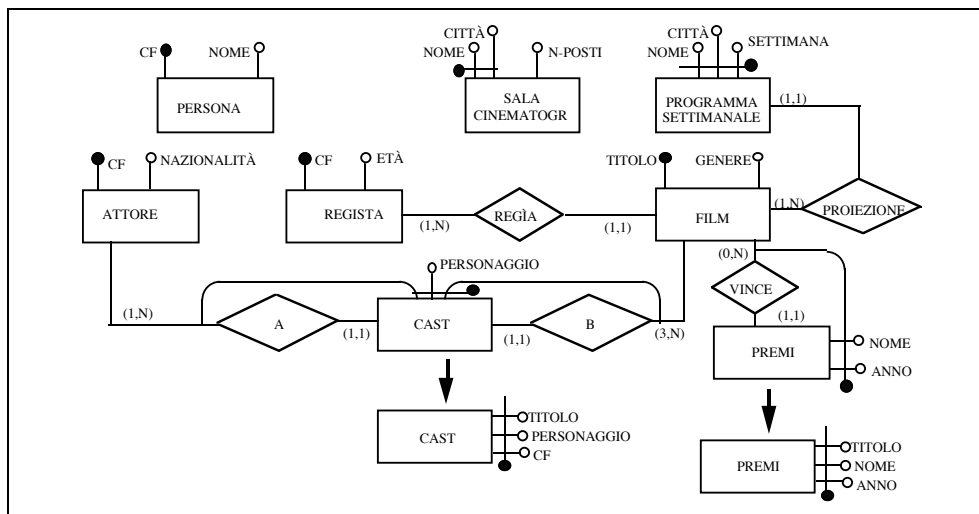 CITTÀ
CITTÀ
CF
NOME
NOME
N-POSTI
NOME
SETTIMANA
PERSONA
SALA
CINEMATOGR
PROGRAMMA
SETTIMANALE
(1,1)
CF
NAZIONALITÀ
CF
ETÀ
TITOLO
GENERE
ATTORE
REGISTA
(1,N)
REGÌA
(1,1)
FILM
(1,N)
PROIEZIONE
(0,N)
PERSONAGGIO
VINCE
(1,N)
A
(1,1)
CAST
(1,1)
B
(3,N)
(1,1)
PREMI
NOME
ANNO
CAST
TITOLO
PERSONAGGIO
CF
PREMI
TITOLO
NOME
ANNO